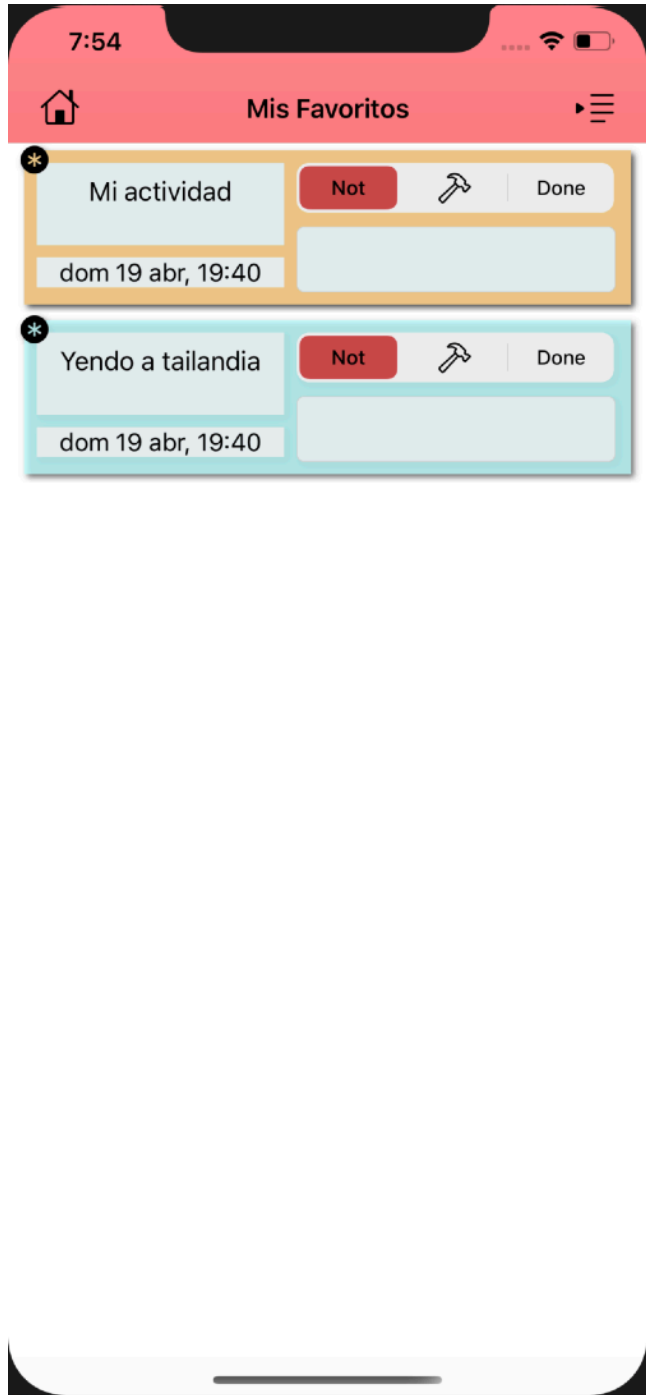 7:54
Mis Favoritos
Mi actividad
Not Done
dom 19 abr, 19:40
Yendo a tailandia
Not Done
dom 19 abr, 19:40